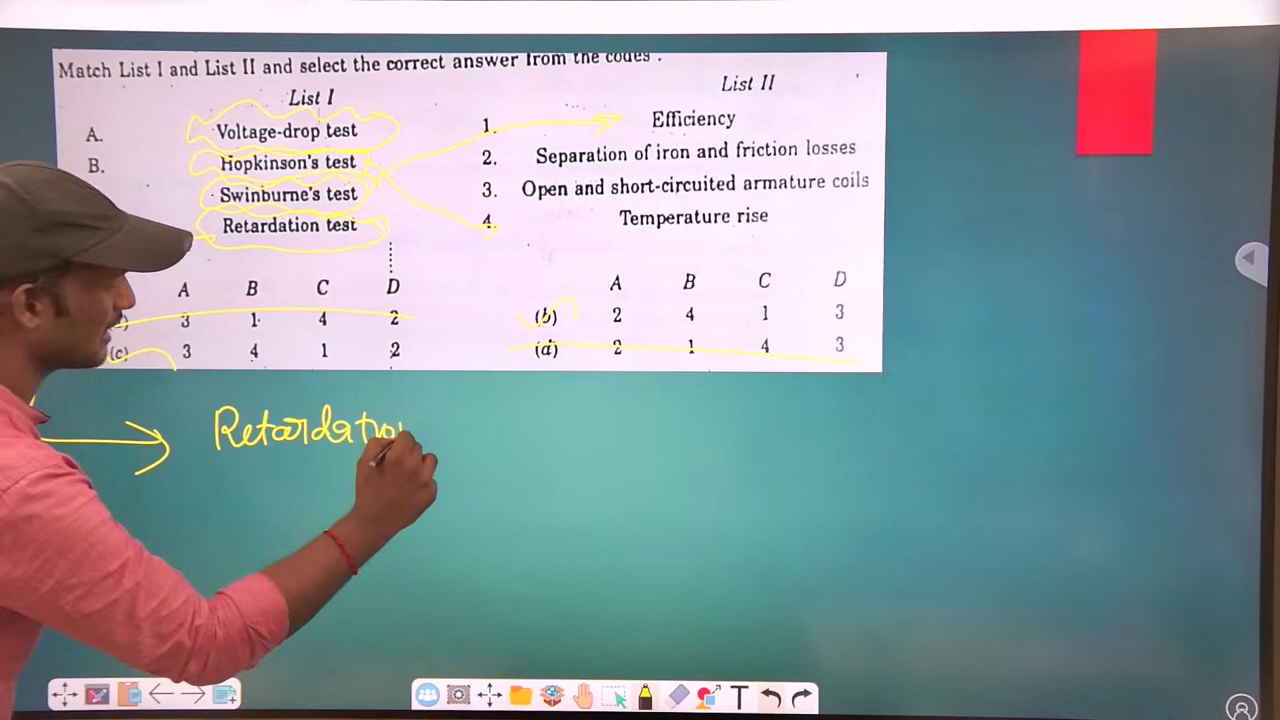 Match List I and List II and select the correct answer from the codes .
List I
List II
A. Voltage-drop test 1. Efficiency
B. Hopkinson's test 2. Separation of iron and friction losses
Swinburne's test 3. Open and short-circuited armature coils
Retardation test 4. Temperature rise
A B C D A B C D
3 1 4 2 (b) 2 4 1 3
(c) 3 4 1 2 (d) 2 1 4 3
Retardation
T